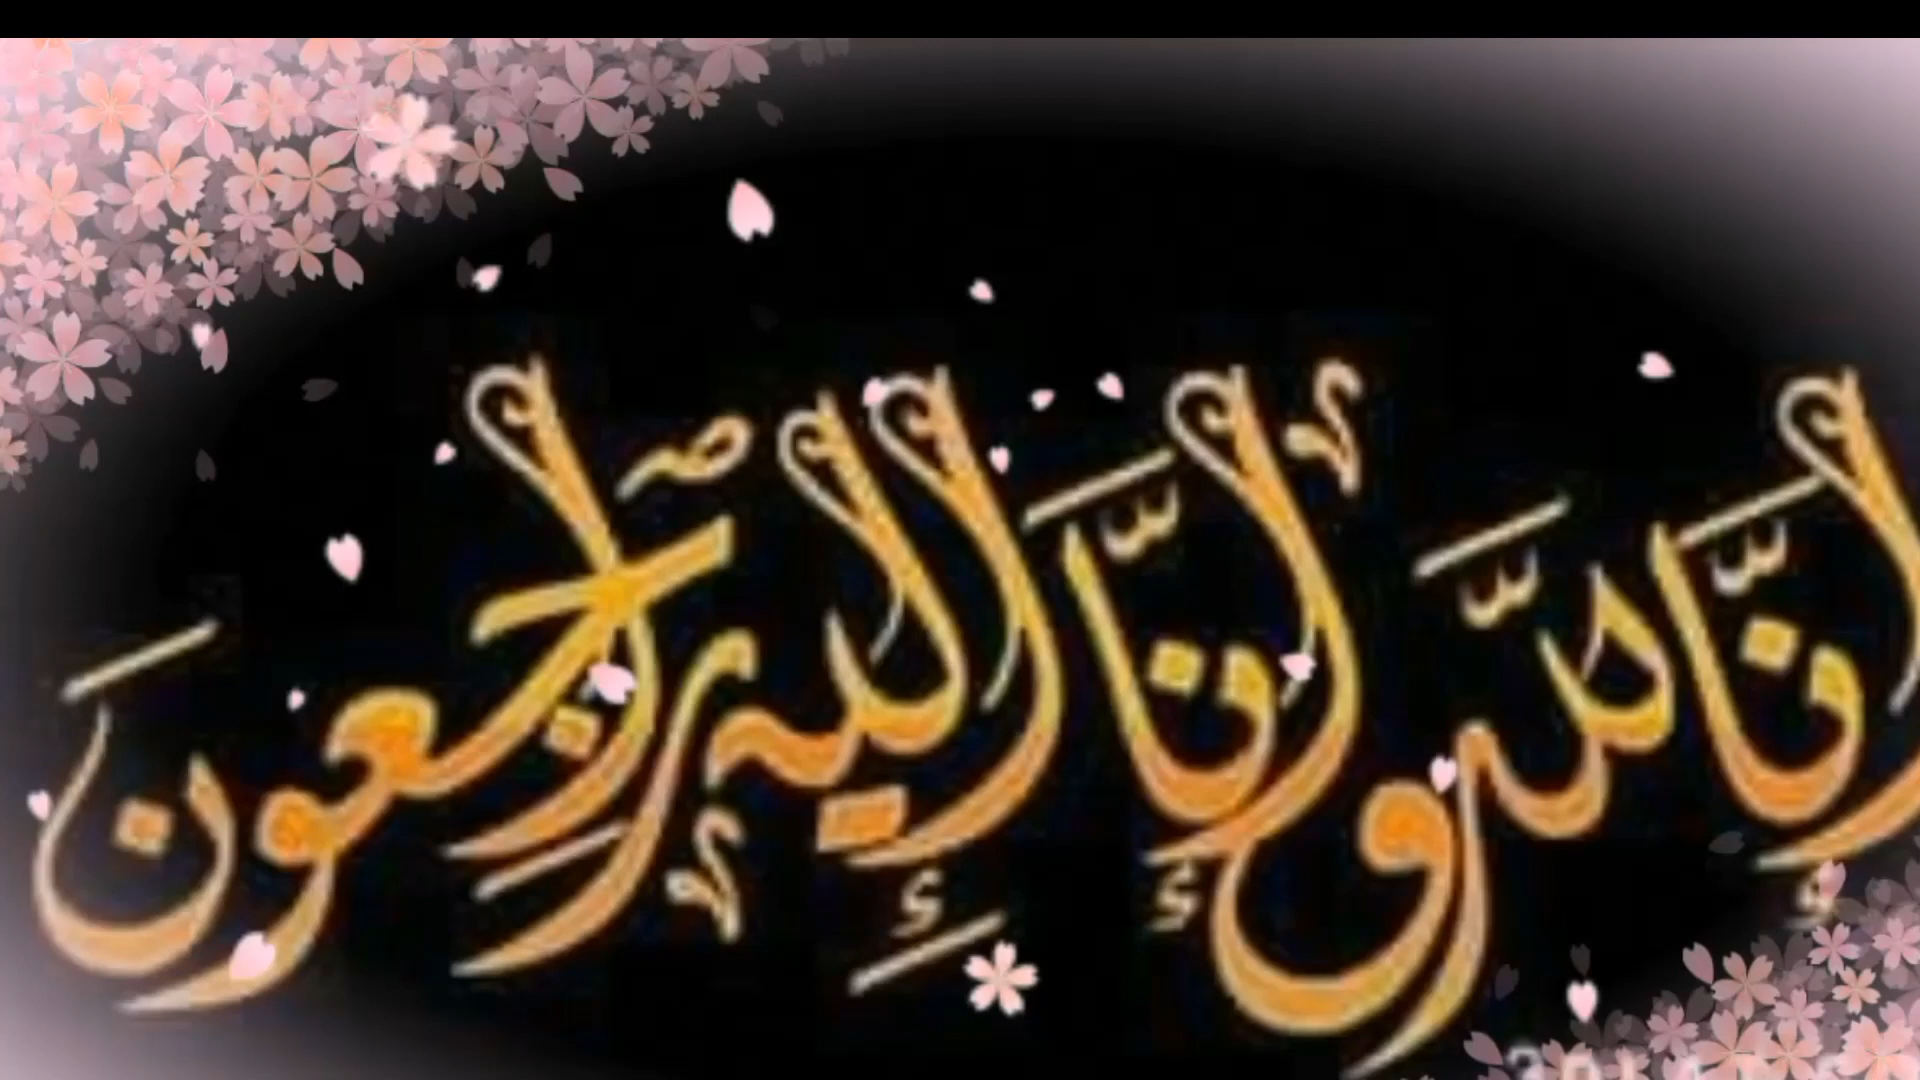 إِنَّا لِلّٰهِ وَإِنَّا إِلَيْهِ رَاجِعُونَ